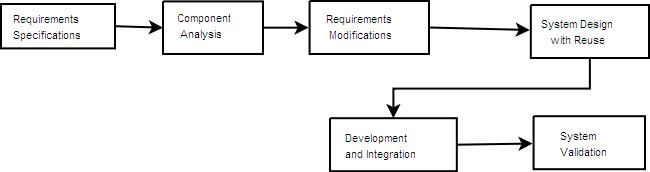 Requirements
Specifications
Component
Analysis
Requirements
Modifications
System Design
with Reuse
Development
and Integration
System
Validation